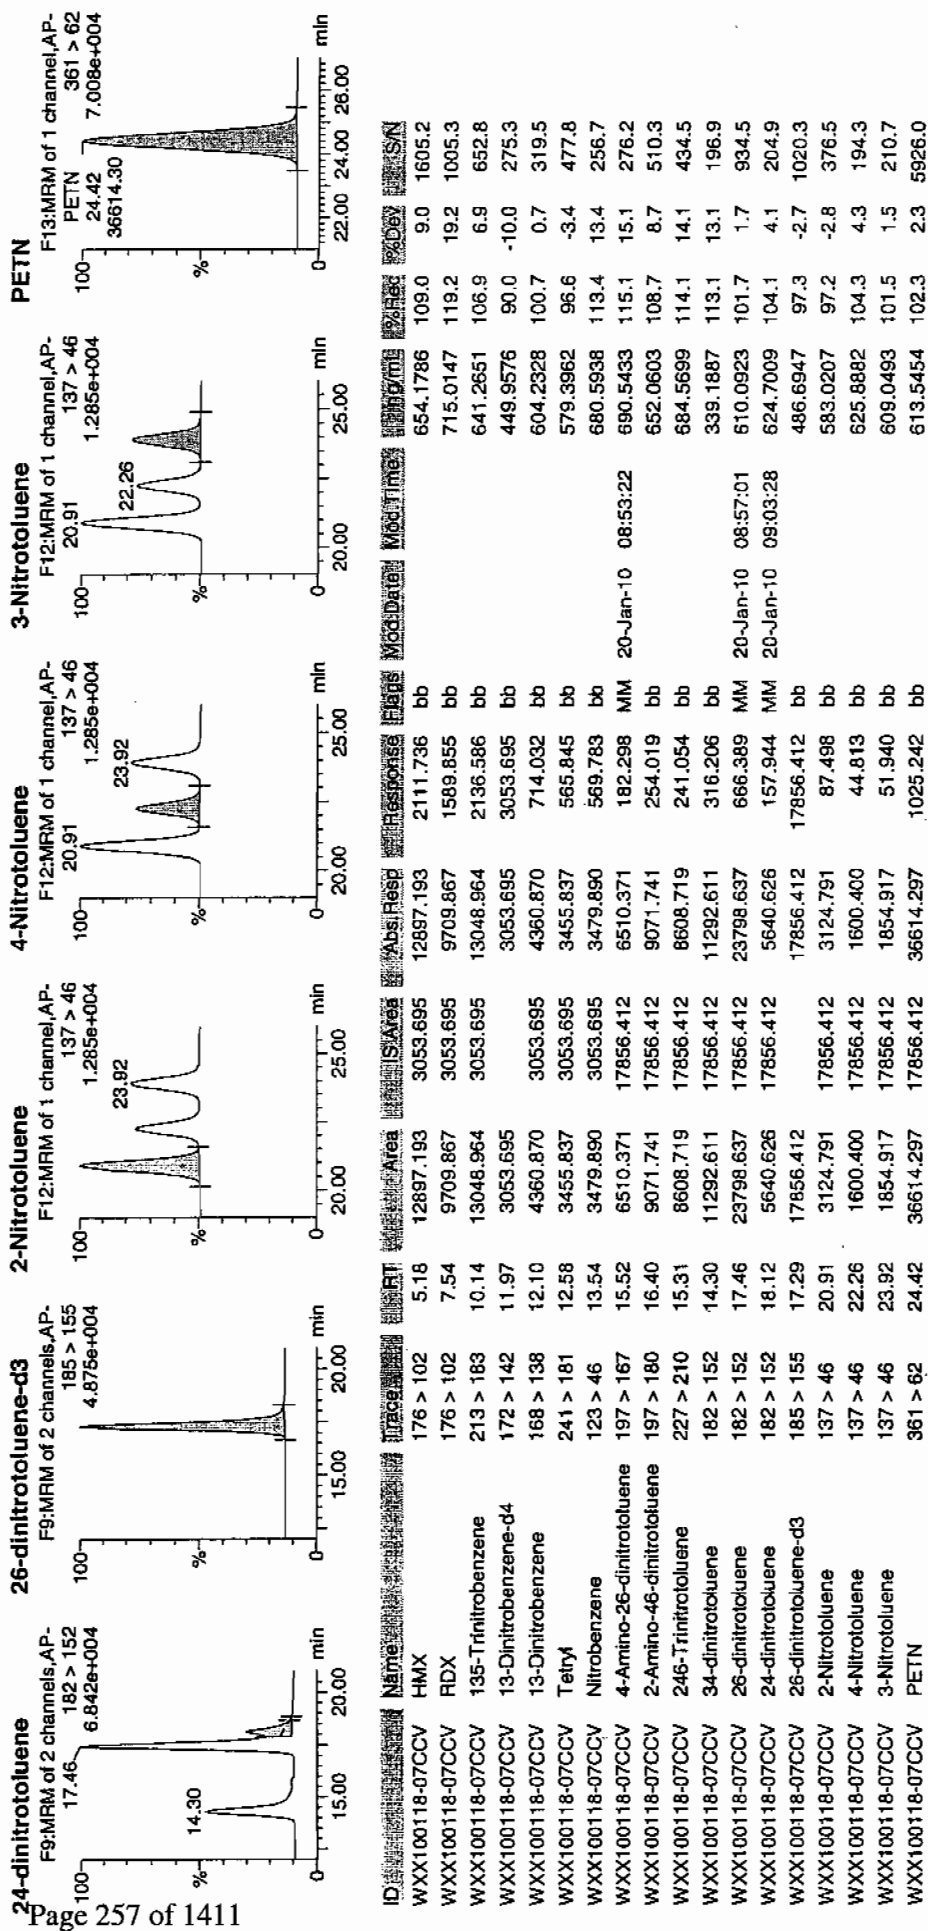 24-dinitrotoluene
F9:MRM of 2 channels,AP-
182 > 152
6.842e+004
100
17.46
14.30
%
0
15.00
20.00
min
26-dinitrotoluene-d3
F9:MRM of 2 channels,AP-
185 > 155
4.875e+004
100
%
0
15.00
20.00
min
2-Nitrotoluene
F12:MRM of 1 channel,AP-
137 > 46
1.285e+004
100
23.92
%
0
20.00
25.00
min
4-Nitrotoluene
F12:MRM of 1 channel,AP-
137 > 46
1.285e+004
100
20.91
23.92
%
0
20.00
25.00
min
3-Nitrotoluene
F12:MRM of 1 channel,AP-
137 > 46
1.285e+004
100
20.91
22.26
%
0
20.00
25.00
min
PETN
F13:MRM of 1 channel,AP-
361 > 62
7.008e+004
PETN
24.42
36614.30
100
%
0
22.00
24.00
26.00
min
ID Name Trace RT Area IS Area Abs.Resp Response Flags Mod.Date Mod.Time ng/mL %Rec %Dev S/N
WXX100118-07CCV HMX 176 > 102 5.18 12897.193 3053.695 12897.193 2111.736 bb 654.1786 109.0 9.0 1605.2
WXX100118-07CCV RDX 176 > 102 7.54 9709.867 3053.695 9709.867 1589.855 bb 715.0147 119.2 19.2 1005.3
WXX100118-07CCV 135-Trinitrobenzene 213 > 183 10.14 13048.964 3053.695 13048.964 2136.586 bb 641.2651 106.9 6.9 652.8
WXX100118-07CCV 13-Dinitrobenzene-d4 172 > 142 11.97 3053.695 3053.695 3053.695 bb 449.9576 90.0 -10.0 275.3
WXX100118-07CCV 13-Dinitrobenzene 168 > 138 12.10 4360.870 3053.695 4360.870 714.032 bb 604.2328 100.7 0.7 319.5
WXX100118-07CCV Tetryl 241 > 181 12.58 3455.837 3053.695 3455.837 565.845 bb 579.3962 96.6 -3.4 477.8
WXX100118-07CCV Nitrobenzene 123 > 46 13.54 3479.890 3053.695 3479.890 569.783 bb 680.5938 113.4 13.4 256.7
WXX100118-07CCV 4-Amino-26-dinitrotoluene 197 > 167 15.52 6510.371 17856.412 6510.371 182.298 MM 20-Jan-10 08:53:22 690.5433 115.1 15.1 276.2
WXX100118-07CCV 2-Amino-46-dinitrotoluene 197 > 180 16.40 9071.741 17856.412 9071.741 254.019 bb 652.0603 108.7 8.7 510.3
WXX100118-07CCV 246-Trinitrotoluene 227 > 210 15.31 8608.719 17856.412 8608.719 241.054 bb 684.5699 114.1 14.1 434.5
WXX100118-07CCV 34-dinitrotoluene 182 > 152 14.30 11292.611 17856.412 11292.611 316.206 bb 339.1887 113.1 13.1 196.9
WXX100118-07CCV 26-dinitrotoluene 182 > 152 17.46 23798.637 17856.412 23798.637 666.389 MM 20-Jan-10 08:57:01 610.0923 101.7 1.7 934.5
WXX100118-07CCV 24-dinitrotoluene 182 > 152 18.12 5640.626 17856.412 5640.626 157.944 MM 20-Jan-10 09:03:28 624.7009 104.1 4.1 204.9
WXX100118-07CCV 26-dinitrotoluene-d3 185 > 155 17.29 17856.412 17856.412 17856.412 bb 486.6947 97.3 -2.7 1020.3
WXX100118-07CCV 2-Nitrotoluene 137 > 46 20.91 3124.791 17856.412 3124.791 87.498 bb 583.0207 97.2 -2.8 376.5
WXX100118-07CCV 4-Nitrotoluene 137 > 46 22.26 1600.400 17856.412 1600.400 44.813 bb 625.8882 104.3 4.3 194.3
WXX100118-07CCV 3-Nitrotoluene 137 > 46 23.92 1854.917 17856.412 1854.917 51.940 bb 609.0493 101.5 1.5 210.7
WXX100118-07CCV PETN 361 > 62 24.42 36614.297 17856.412 36614.297 1025.242 bb 613.5454 102.3 2.3 5926.0
Page 257 of 1411